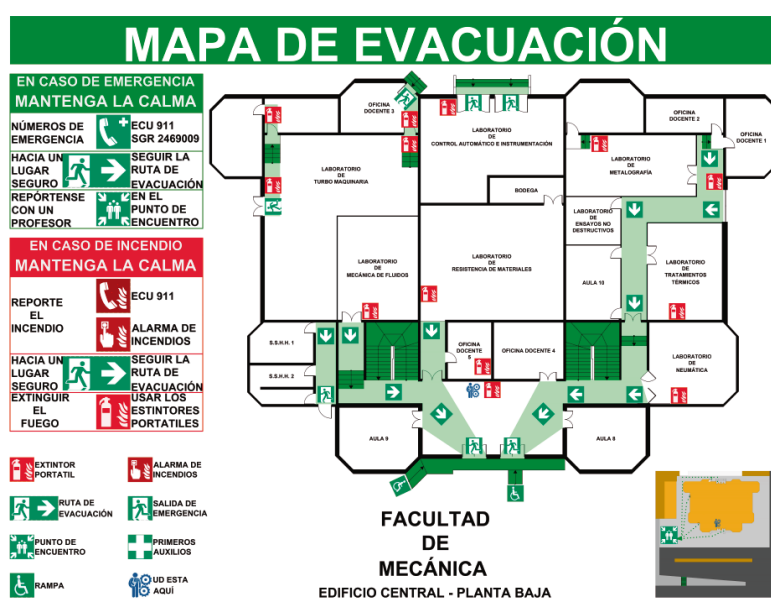 MAPA DE EVACUACIÓN
EN CASO DE EMERGENCIA
MANTENGA LA CALMA
NÚMEROS DE
EMERGENCIA
ECU 911
SGR 2469009
HACIA UN
LUGAR
SEGURO
SEGUIR LA
RUTA DE
EVACUACIÓN
REPÓRTENSE
CON UN
PROFESOR
EN EL
PUNTO DE
ENCUENTRO
EN CASO DE INCENDIO
MANTENGA LA CALMA
REPORTE
EL
INCENDIO
ECU 911
ALARMA DE
INCENDIOS
HACIA UN
LUGAR
SEGURO
SEGUIR LA
RUTA DE
EVACUACIÓN
EXTINGUIR
EL
FUEGO
USAR LOS
ESTINTORES
PORTATILES
EXTINTOR
PORTATIL
ALARMA DE
INCENDIOS
RUTA DE
EVACUACIÓN
SALIDA DE
EMERGENCIA
PUNTO DE
ENCUENTRO
PRIMEROS
AUXILIOS
RAMPA
UD ESTA
AQUÍ
OFICINA
DOCENTE 3
LABORATORIO
DE
CONTROL AUTOMÁTICO E INSTRUMENTACIÓN
OFICINA
DOCENTE 2
OFICINA
DOCENTE 1
LABORATORIO
DE
TURBO MAQUINARIA
LABORATORIO
DE
METALOGRAFÍA
BODEGA
LABORATORIO
DE
ENSAYOS NO
DESTRUCTIVOS
LABORATORIO
DE
MECÁNICA DE FLUIDOS
LABORATORIO
DE
RESISTENCIA DE MATERIALES
AULA 10
LABORATORIO
DE
TRATAMIENTOS
TÉRMICOS
S.S.H.H. 1
S.S.H.H. 2
OFICINA
DOCENTE
5
OFICINA DOCENTE 4
LABORATORIO
DE
NEUMÁTICA
AULA 9
AULA 8
FACULTAD
DE
MECÁNICA
EDIFICIO CENTRAL - PLANTA BAJA